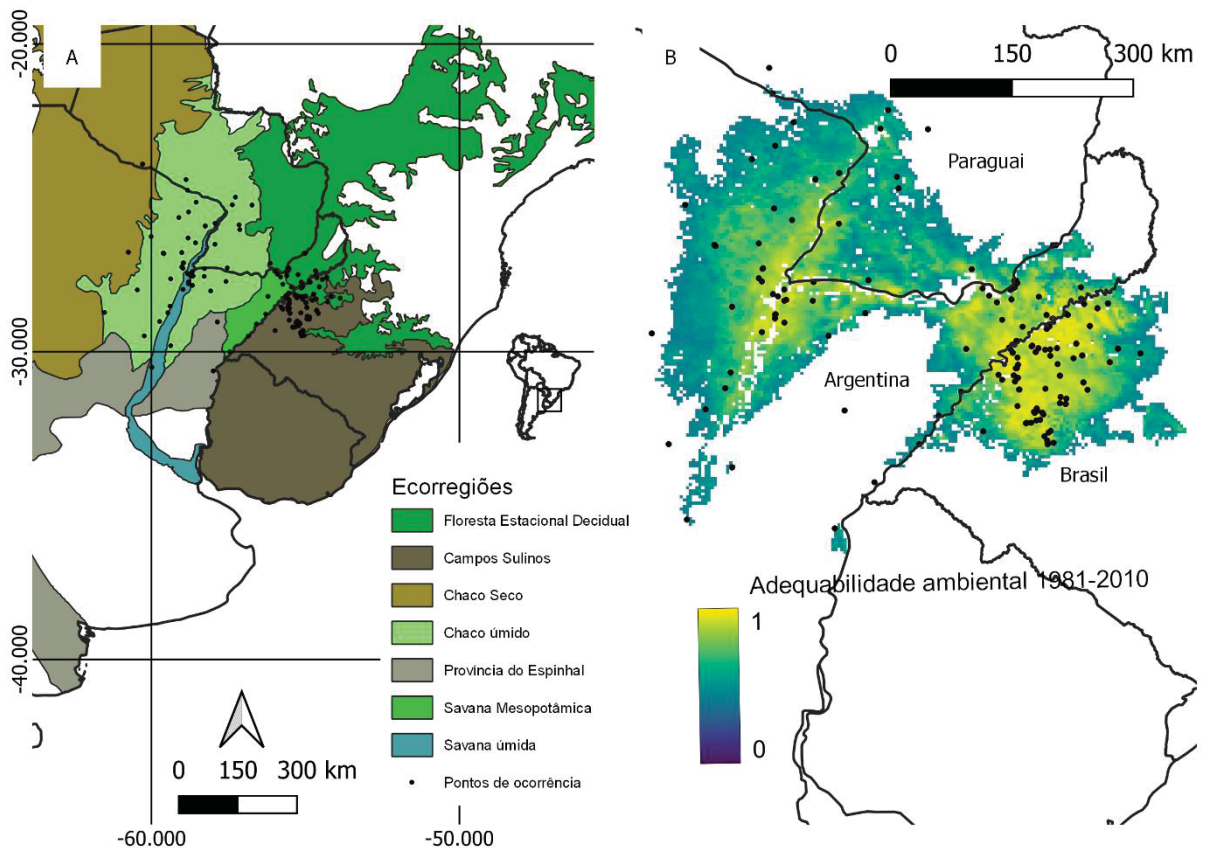 A
-20.000
-30.000
-40.000
-60.000
-50.000
Ecorregiões
Floresta Estacional Decidual
Campos Sulinos
Chaco Seco
Chaco úmido
Província do Espinhal
Savana Mesopotâmica
Savana úmida
Pontos de ocorrência
0 150 300 km
B
0 150 300 km
Paraguai
Argentina
Brasil
Adequabilidade ambiental 1981-2010
1
0